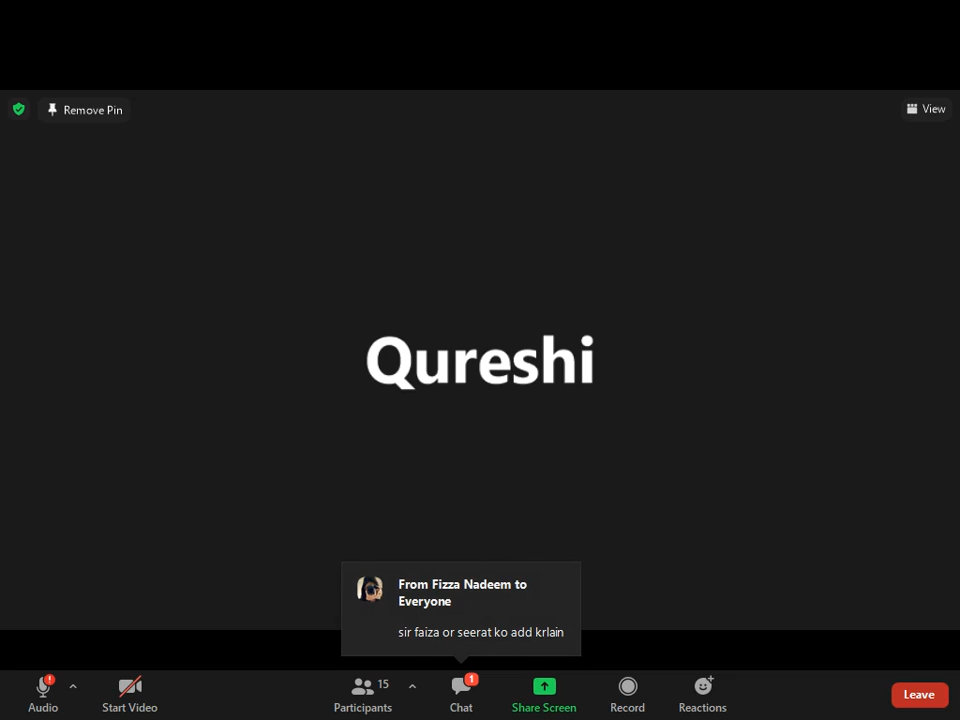 Remove Pin
View
Qureshi
From Fizza Nadeem to
Everyone
sir faiza or seerat ko add krlain
!
15
1
Audio
Start Video
Participants
Chat
Share Screen
Record
Reactions
Leave